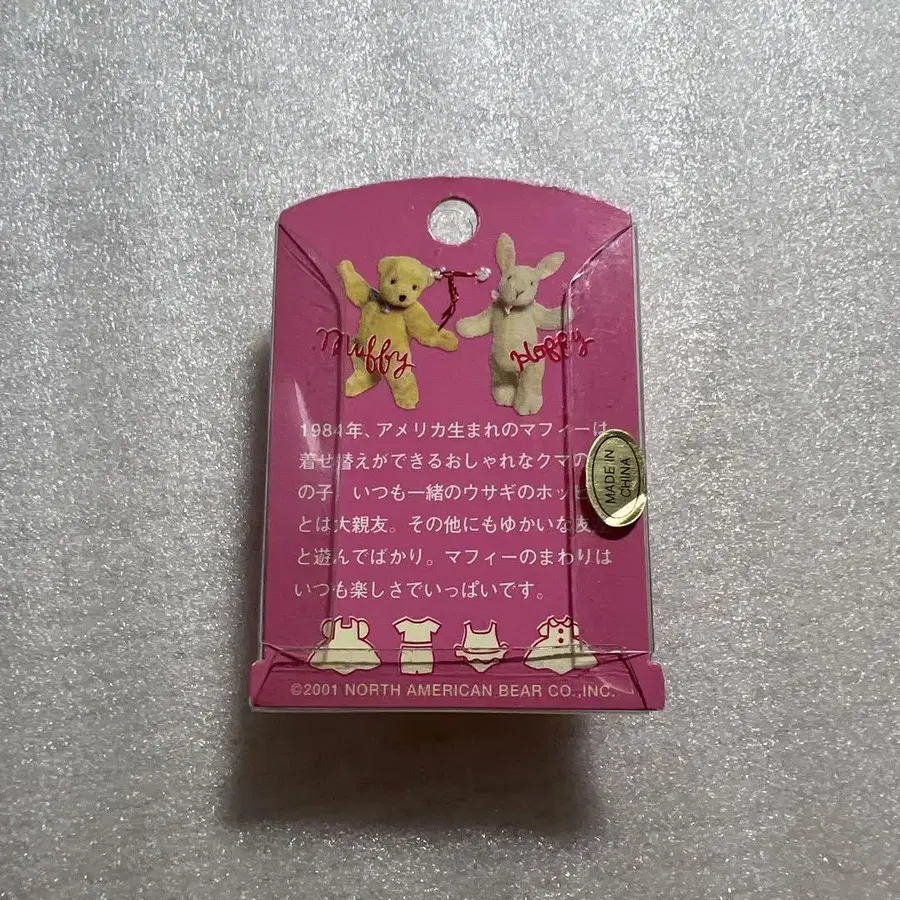 Muffy
Hoppy
1984年、アメリカ生まれのマフィーは
着せ替えができるおしゃれなクマの
の子 いつも一緒のウサギのホッピ
とは大親友。その他にもゆかいな友
と遊んでばかり。マフィーのまわりは
いつも楽しさでいっぱいです。
MADE IN
CHINA
©2001 NORTH AMERICAN BEAR CO.,INC.